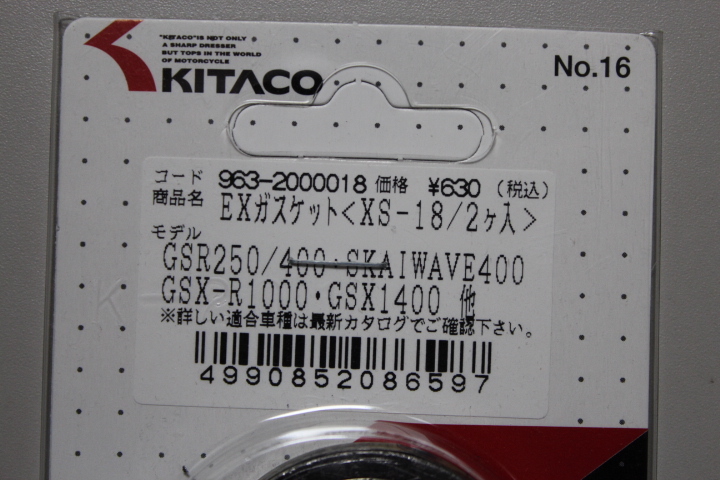 "KITACO"IS NOT ONLY
A SHARP DRESSER
BUT TOPS IN THE WORLD
OF MOTORCYCLE
KITACO
No.16
コード 963-2000018 価格 ¥630 (税込)
商品名 EXガスケット<XS-18/2ヶ入>
モデル
GSR250/400・SKAIWAVE400
GSX-R1000・GSX1400 他
※詳しい適合車種は最新カタログでご確認下さい。
4990852086597